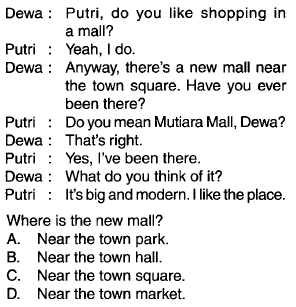 Dewa : Putri, do you like shopping in
a mall?
Putri : Yeah, I do.
Dewa : Anyway, there's a new mall near
the town square. Have you ever
been there?
Putri : Do you mean Mutiara Mall, Dewa?
Dewa : That's right.
Putri : Yes, I've been there.
Dewa : What do you think of it?
Putri : It's big and modern. I like the place.
Where is the new mall?
A. Near the town park.
B. Near the town hall.
C. Near the town square.
D. Near the town market.